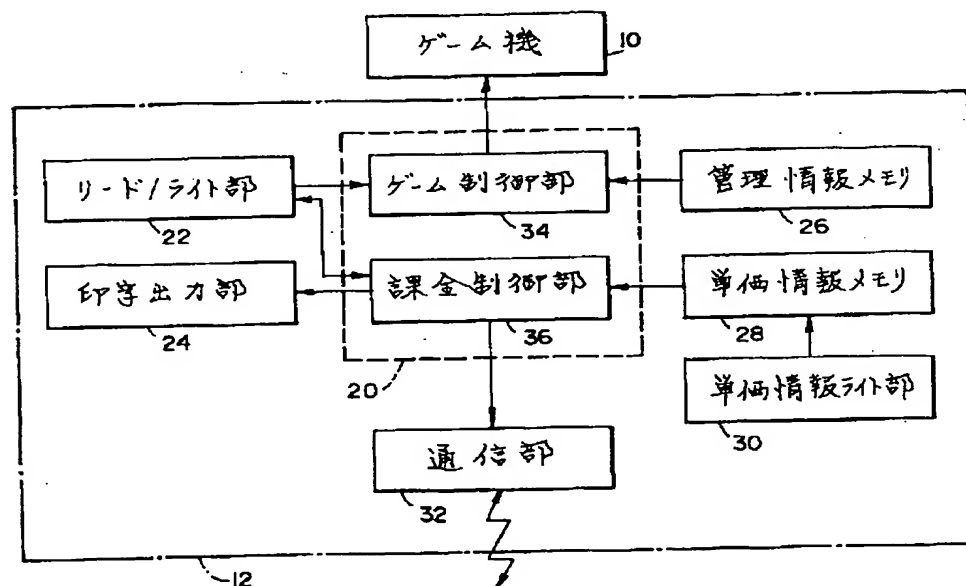 ゲーム機
10
リード/ライト部
22
ゲーム制御部
34
管理情報メモリ
26
印字出力部
24
課金制御部
36
単価情報メモリ
28
20
単価情報ライト部
30
通信部
32
12